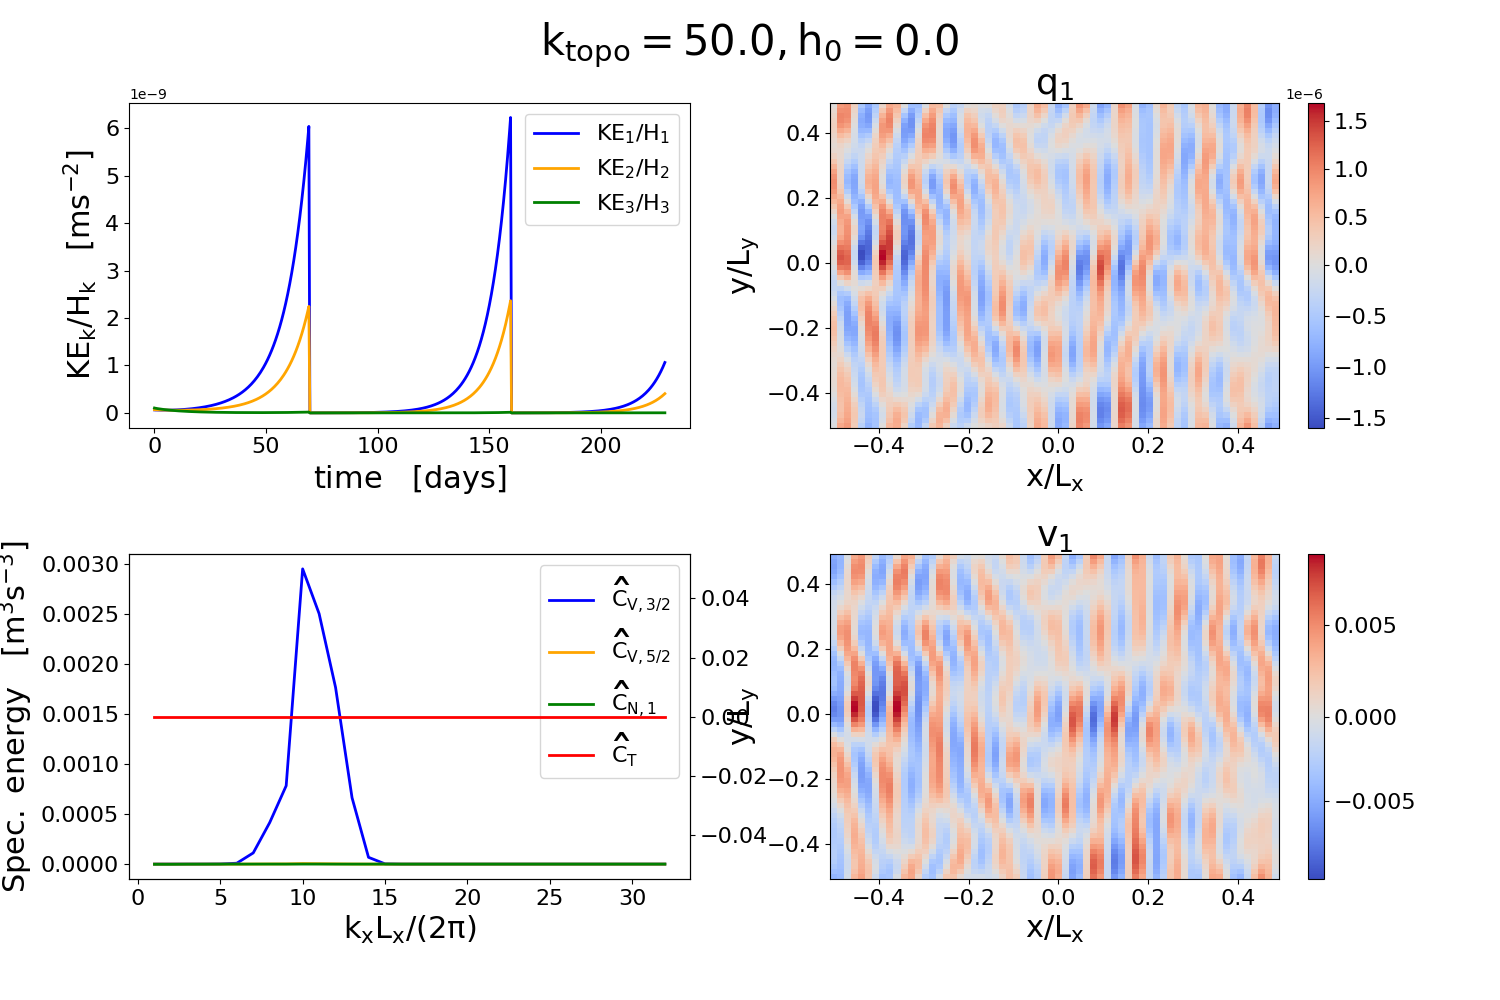 k_topo = 50.0, h_0 = 0.0
1e−9
KE_k/H_k [ms^−2]
6
5
4
3
2
1
0
KE_1/H_1
KE_2/H_2
KE_3/H_3
0 50 100 150 200
time [days]
q_1
1e−6
y/L_y
0.4
0.2
0.0
−0.2
−0.4
−0.4 −0.2 0.0 0.2 0.4
x/L_x
1.5
1.0
0.5
0.0
−0.5
−1.0
−1.5
Spec. energy [m^3s^−3]
0.0030
0.0025
0.0020
0.0015
0.0010
0.0005
0.0000
Ĉ_V, 3/2
Ĉ_V, 5/2
Ĉ_N, 1
Ĉ_T
0.04
0.02
0.00
−0.02
−0.04
0 5 10 15 20 25 30
k_xL_x/(2π)
v_1
y/L_y
0.4
0.2
0.0
−0.2
−0.4
−0.4 −0.2 0.0 0.2 0.4
x/L_x
0.005
0.000
−0.005